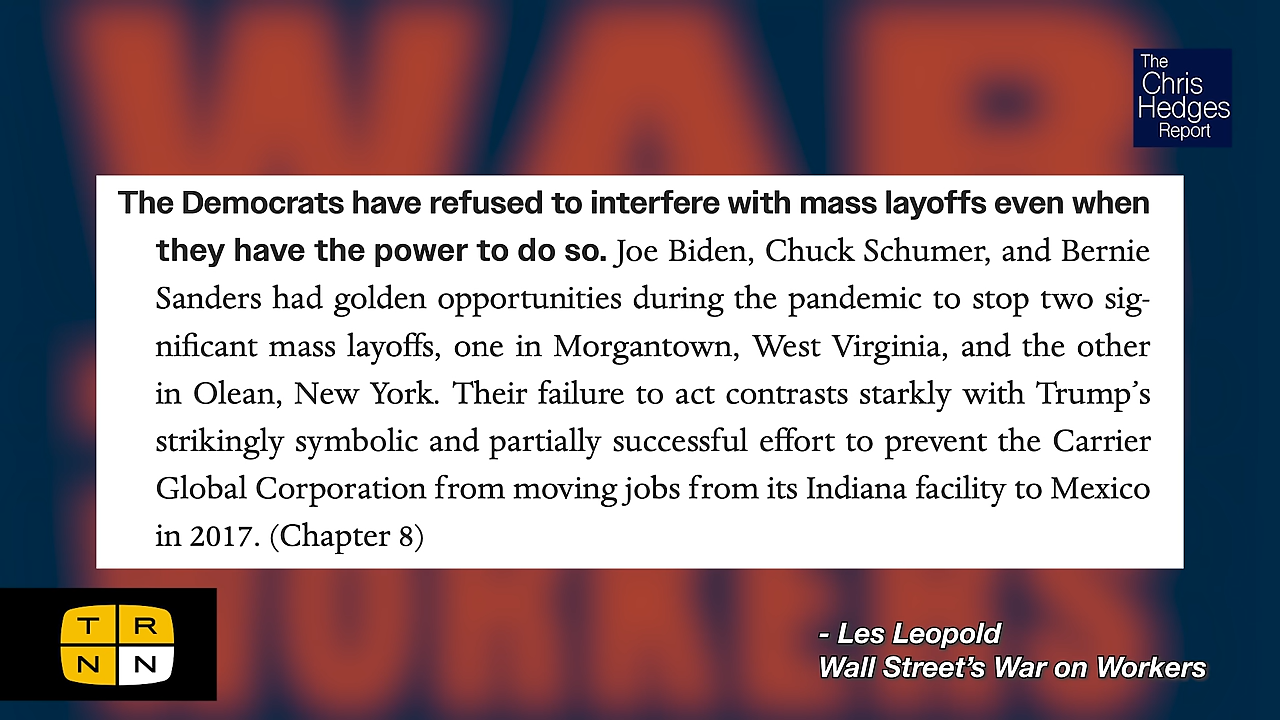 WAR
The
Chris
Hedges
Report
The Democrats have refused to interfere with mass layoffs even when
they have the power to do so. Joe Biden, Chuck Schumer, and Bernie
Sanders had golden opportunities during the pandemic to stop two sig-
nificant mass layoffs, one in Morgantown, West Virginia, and the other
in Olean, New York. Their failure to act contrasts starkly with Trump’s
strikingly symbolic and partially successful effort to prevent the Carrier
Global Corporation from moving jobs from its Indiana facility to Mexico
in 2017. (Chapter 8)
WORKERS
T R
N N
- Les Leopold
Wall Street’s War on Workers